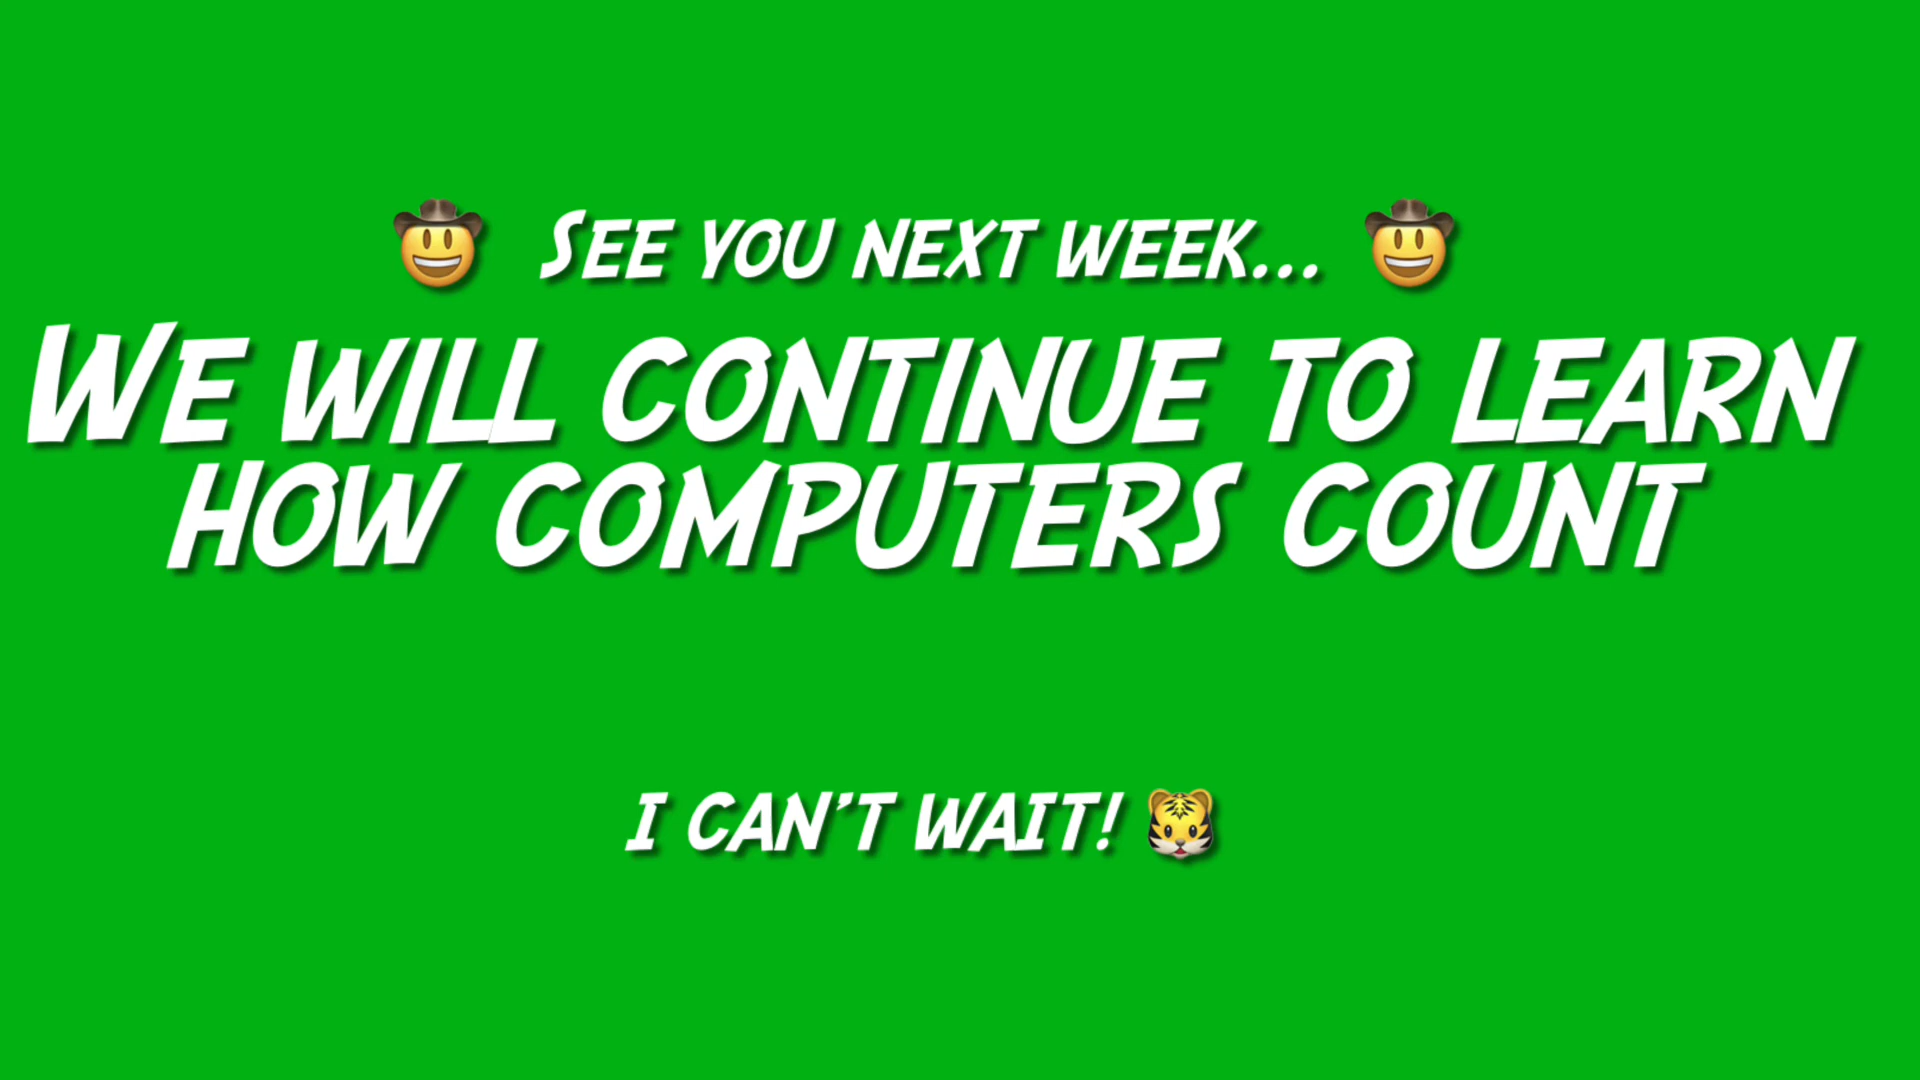 🤠 See you next week... 🤠
We will continue to learn
how computers count
I can't wait! 🐯